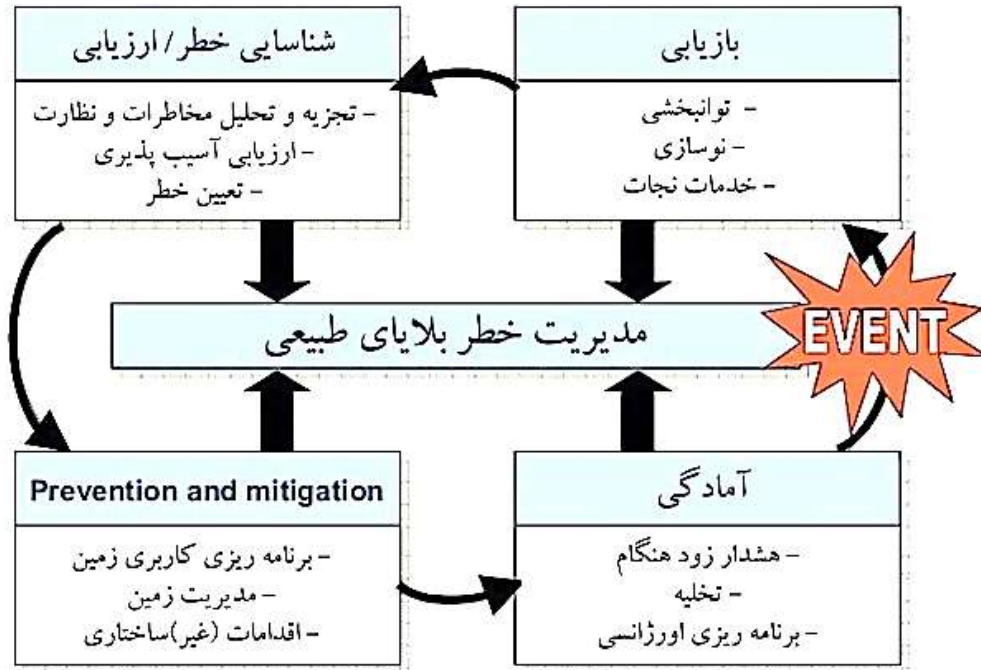 شناسایی خطر / ارزیابی
- تجزیه و تحلیل مخاطرات و نظارت
- ارزیابی آسیب پذیری
- تعیین خطر
بازیابی
- توانبخشی
- نوسازی
- خدمات نجات
مدیریت خطر بلایای طبیعی
EVENT
Prevention and mitigation
- برنامه ریزی کاربری زمین
- مدیریت زمین
- اقدامات (غیر)ساختاری
آمادگی
- هشدار زود هنگام
- تخلیه
- برنامه ریزی اورژانسی